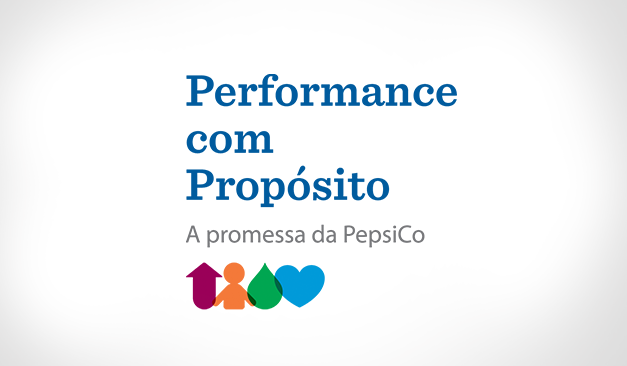 Performance
com
Propósito
A promessa da PepsiCo